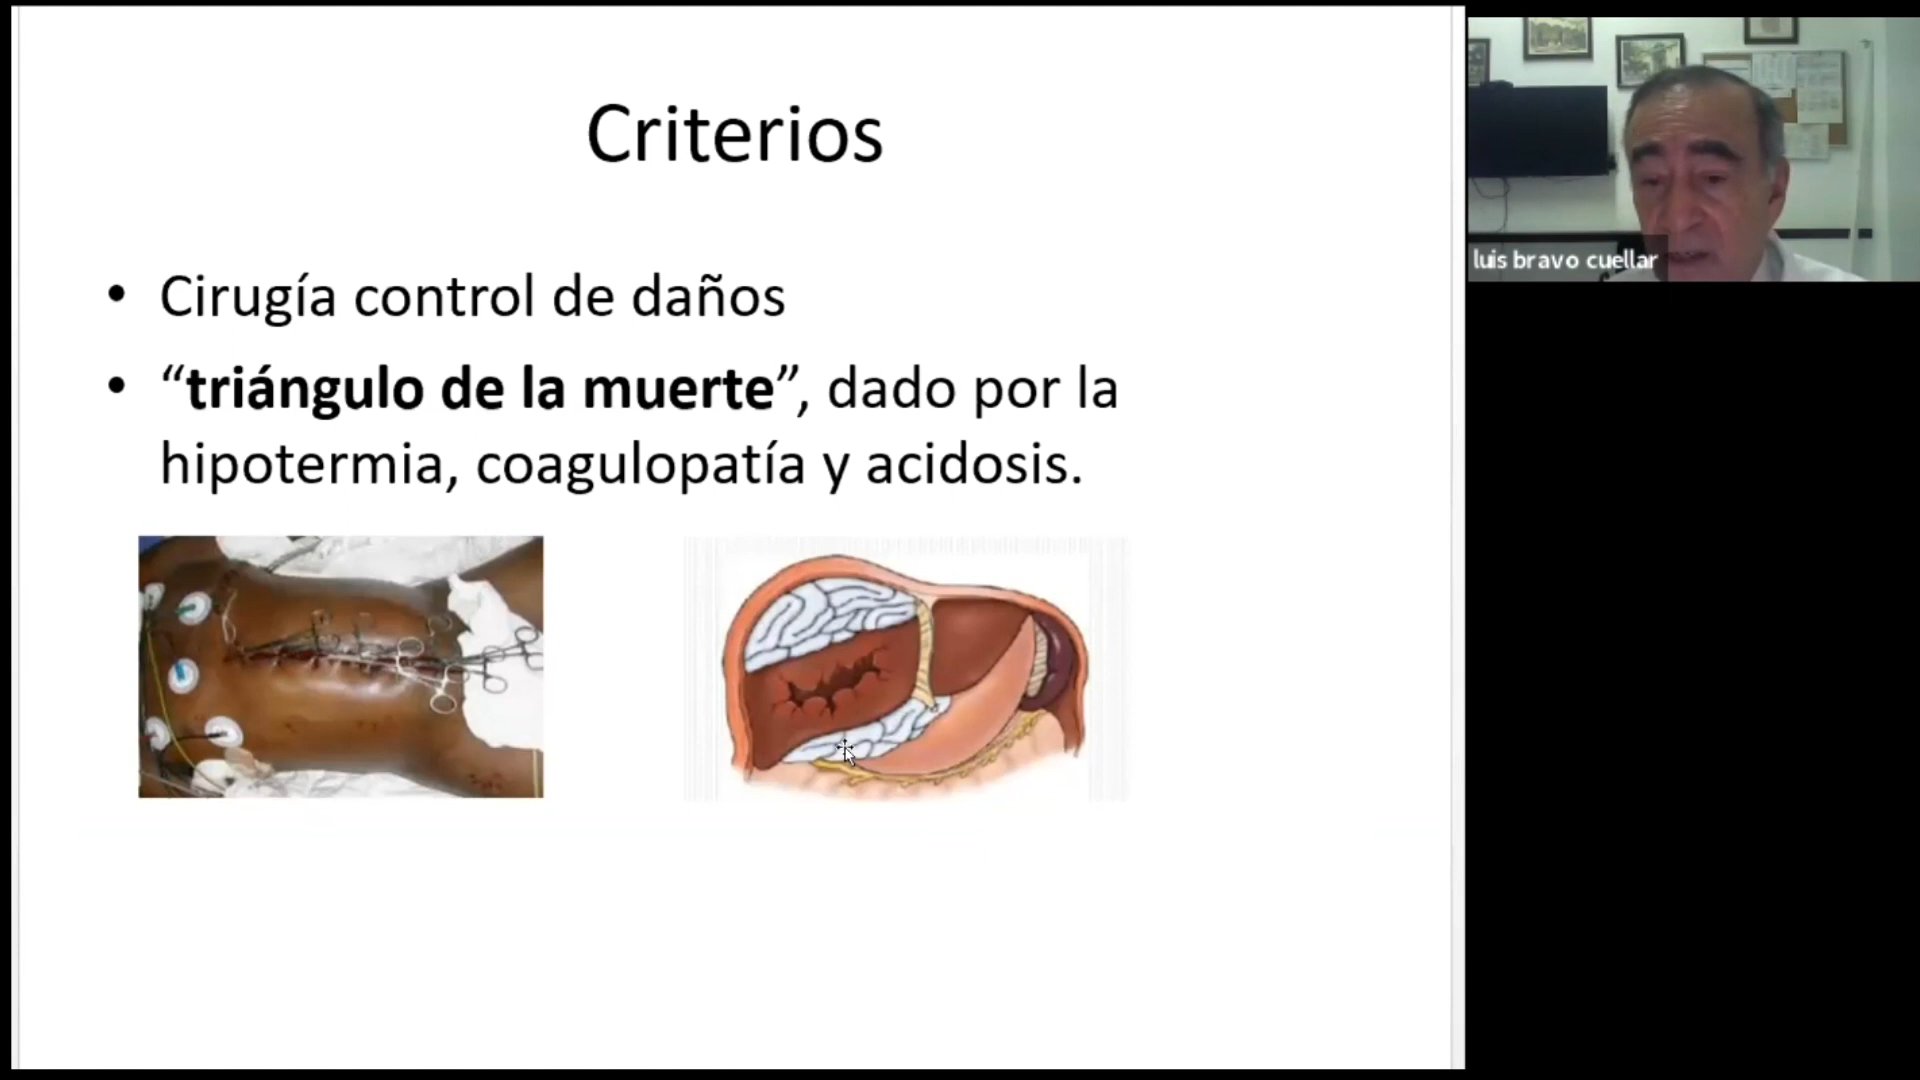 Criterios
• Cirugía control de daños
• “triángulo de la muerte”, dado por la
hipotermia, coagulopatía y acidosis.
luis bravo cuellar